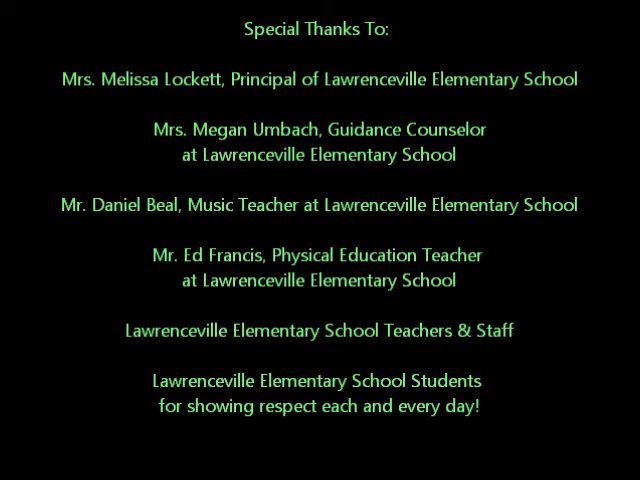 Special Thanks To:
Mrs. Melissa Lockett, Principal of Lawrenceville Elementary School
Mrs. Megan Umbach, Guidance Counselor
at Lawrenceville Elementary School
Mr. Daniel Beal, Music Teacher at Lawrenceville Elementary School
Mr. Ed Francis, Physical Education Teacher
at Lawrenceville Elementary School
Lawrenceville Elementary School Teachers & Staff
Lawrenceville Elementary School Students
for showing respect each and every day!